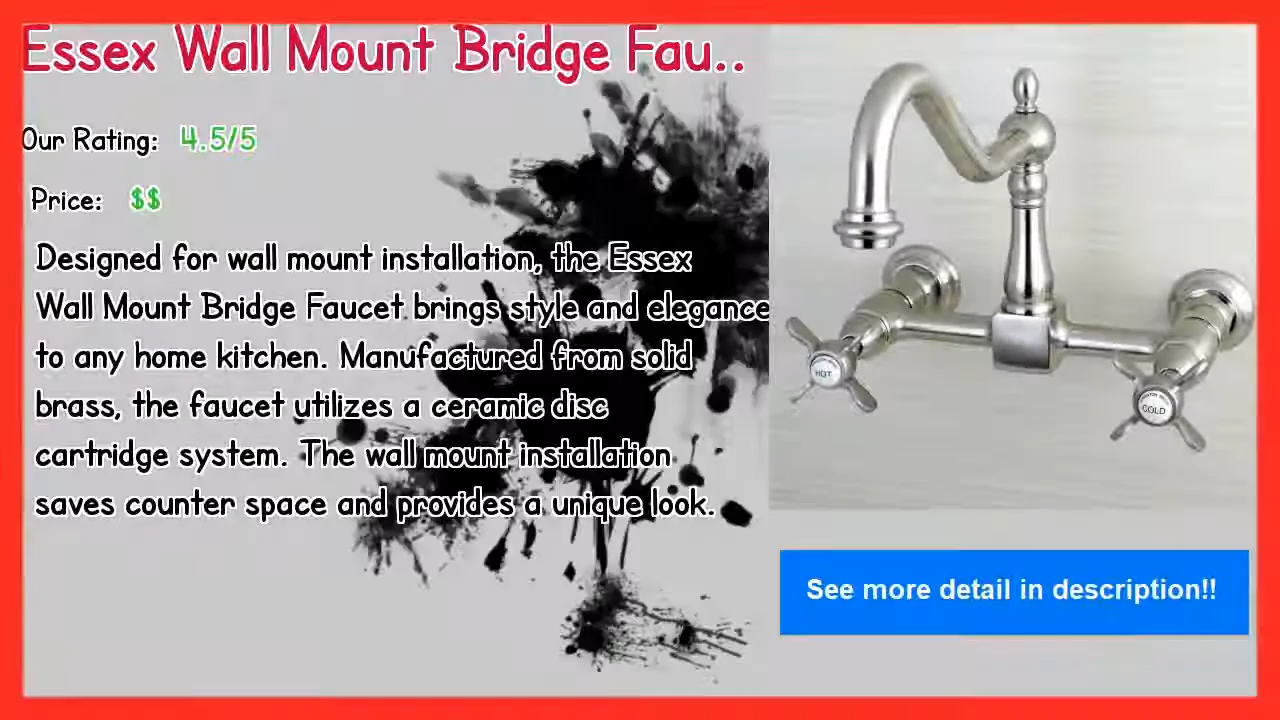 Essex Wall Mount Bridge Fau..
Our Rating: 4.5/5
Price: $$
Designed for wall mount installation, the Essex
Wall Mount Bridge Faucet brings style and elegance
to any home kitchen. Manufactured from solid
brass, the faucet utilizes a ceramic disc
cartridge system. The wall mount installation
saves counter space and provides a unique look.
HOT
COLD
See more detail in description!!